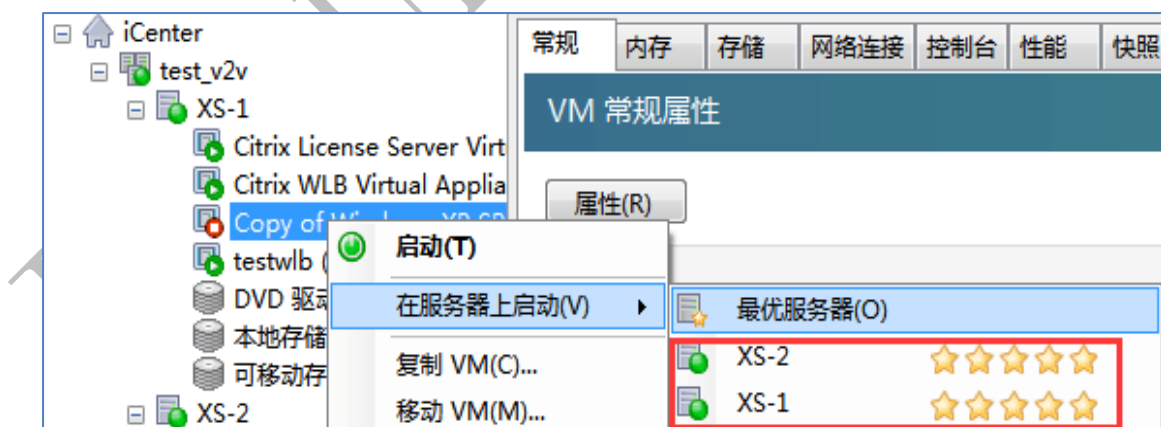 iCenter
test_v2v
XS-1
Citrix License Server Virt
Citrix WLB Virtual Applia
Copy of
testwlb (
DVD 驱
本地存储
可移动存
XS-2
常规 内存 存储 网络连接 控制台 性能 快照
VM 常规属性
属性(R)
启动(T)
在服务器上启动(V)
复制 VM(C)...
移动 VM(M)...
最优服务器(O)
XS-2
XS-1